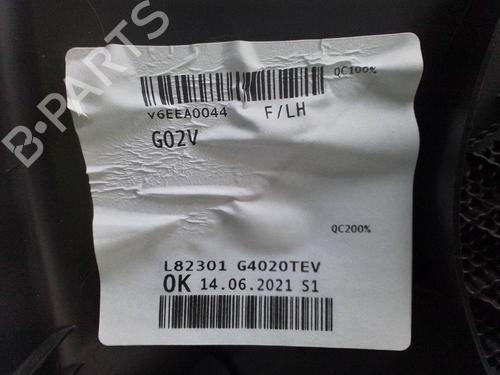 B-PARTS
QC100%
V6EEA0044 F/LH
G02V
QC200%
L82301 G4020TEV
OK 14.06.2021 S1